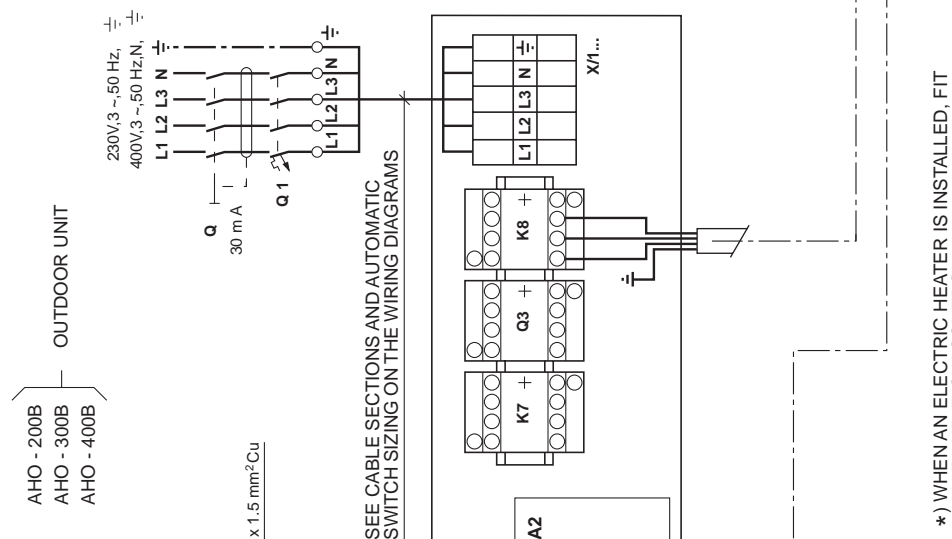 AHO - 200B
AHO - 300B
AHO - 400B
OUTDOOR UNIT
230V,3 ~,50 Hz,
400V,3 ~,50 Hz,N,
L1 L2 L3 N
Q
30 m A
Q 1
L1 L2 L3 N
x 1.5 mm² Cu
SEE CABLE SECTIONS AND AUTOMATIC
SWITCH SIZING ON THE WIRING DIAGRAMS
L1 L2 L3 N
X/1...
K7
Q3
K8
A2
*) WHEN AN ELECTRIC HEATER IS INSTALLED, FIT